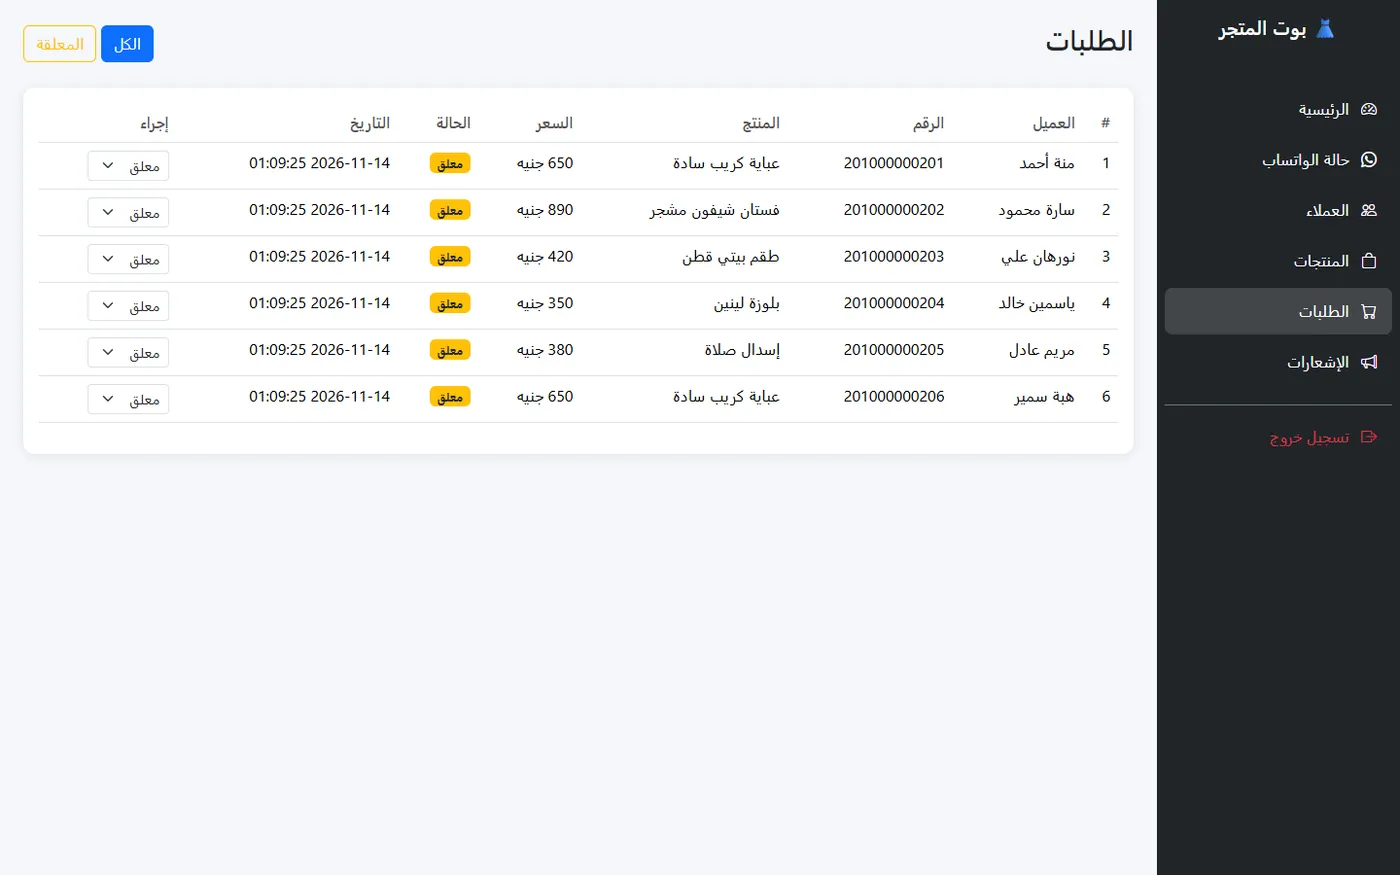 بوت المتجر
الرئيسية
حالة الواتساب
العملاء
المنتجات
الطلبات
الإشعارات
تسجيل خروج
الطلبات
الكل
المعلقة
# العميل الرقم المنتج السعر الحالة التاريخ إجراء
1 منة أحمد 201000000201 عباية كريب سادة 650 جنيه معلق 2026-11-14 01:09:25 معلق
2 سارة محمود 201000000202 فستان شيفون مشجر 890 جنيه معلق 2026-11-14 01:09:25 معلق
3 نورهان علي 201000000203 طقم بيتي قطن 420 جنيه معلق 2026-11-14 01:09:25 معلق
4 ياسمين خالد 201000000204 بلوزة لينين 350 جنيه معلق 2026-11-14 01:09:25 معلق
5 مريم عادل 201000000205 إسدال صلاة 380 جنيه معلق 2026-11-14 01:09:25 معلق
6 هبة سمير 201000000206 عباية كريب سادة 650 جنيه معلق 2026-11-14 01:09:25 معلق